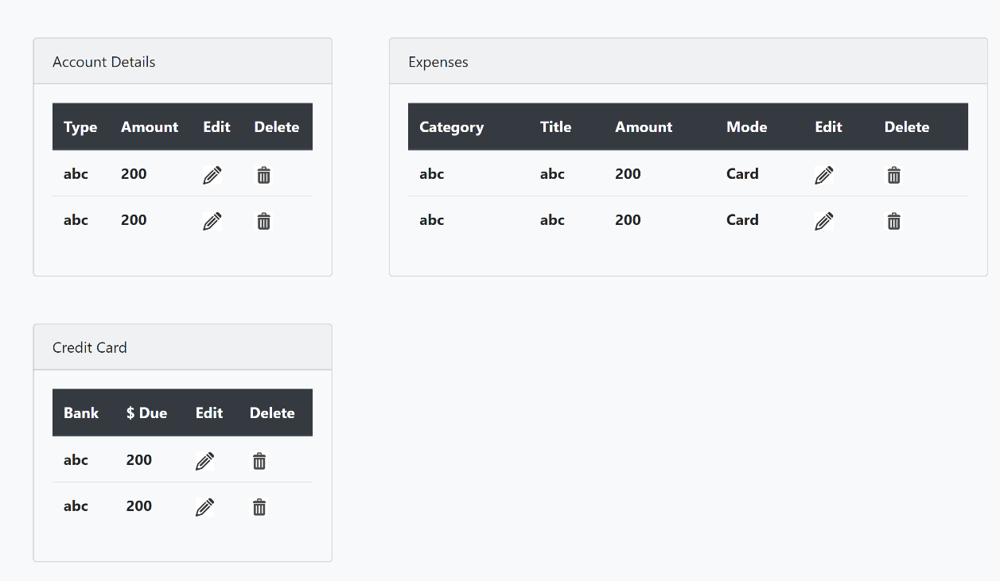 Account Details
Type Amount Edit Delete
abc 200
abc 200
Expenses
Category Title Amount Mode Edit Delete
abc abc 200 Card
abc abc 200 Card
Credit Card
Bank $ Due Edit Delete
abc 200
abc 200